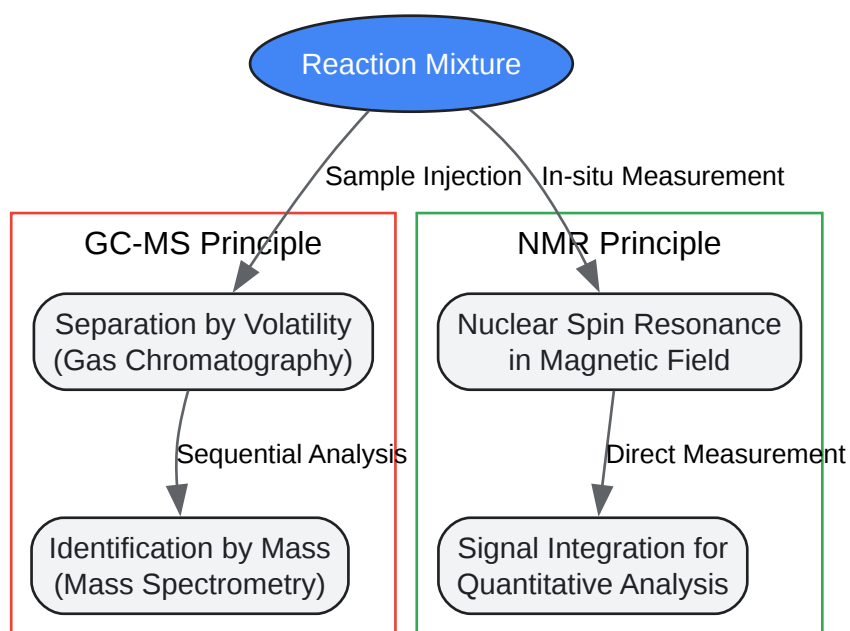 Reaction Mixture
Sample Injection
In-situ Measurement
GC-MS Principle
NMR Principle
Separation by Volatility
(Gas Chromatography)
Nuclear Spin Resonance
in Magnetic Field
Sequential Analysis
Direct Measurement
Identification by Mass
(Mass Spectrometry)
Signal Integration for
Quantitative Analysis